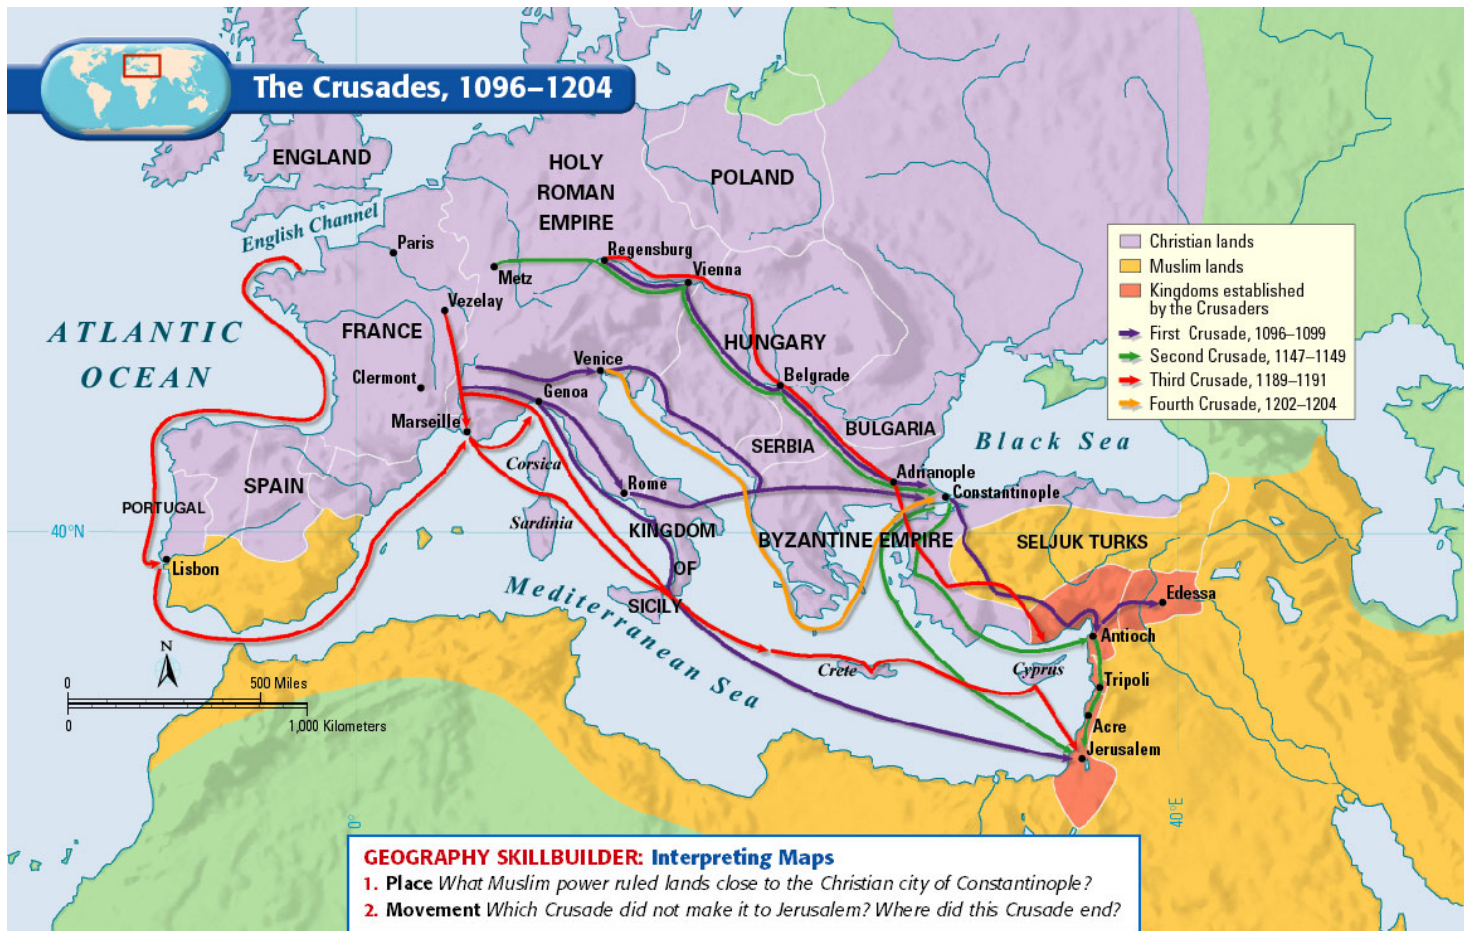 The Crusades, 1096–1204
ENGLAND
HOLY
ROMAN
EMPIRE
POLAND
English Channel
Paris
Regensburg
Metz
Vienna
Vezelay
ATLANTIC
OCEAN
FRANCE
HUNGARY
Venice
Clermont
Genoa
Belgrade
Marseille
BULGARIA
SERBIA
Black Sea
Corsica
Adrianople
SPAIN
Rome
Constantinople
PORTUGAL
Sardinia
40°N
KINGDOM
OF
SICILY
BYZANTINE EMPIRE
SELJUK TURKS
Lisbon
Mediterranean Sea
Edessa
Antioch
Crete
Cyprus
Tripoli
Acre
Jerusalem
N
0
500 Miles
0
1,000 Kilometers
0°
40°E
Christian lands
Muslim lands
Kingdoms established
by the Crusaders
First Crusade, 1096–1099
Second Crusade, 1147–1149
Third Crusade, 1189–1191
Fourth Crusade, 1202–1204
GEOGRAPHY SKILLBUILDER: Interpreting Maps
1. Place What Muslim power ruled lands close to the Christian city of Constantinople?
2. Movement Which Crusade did not make it to Jerusalem? Where did this Crusade end?